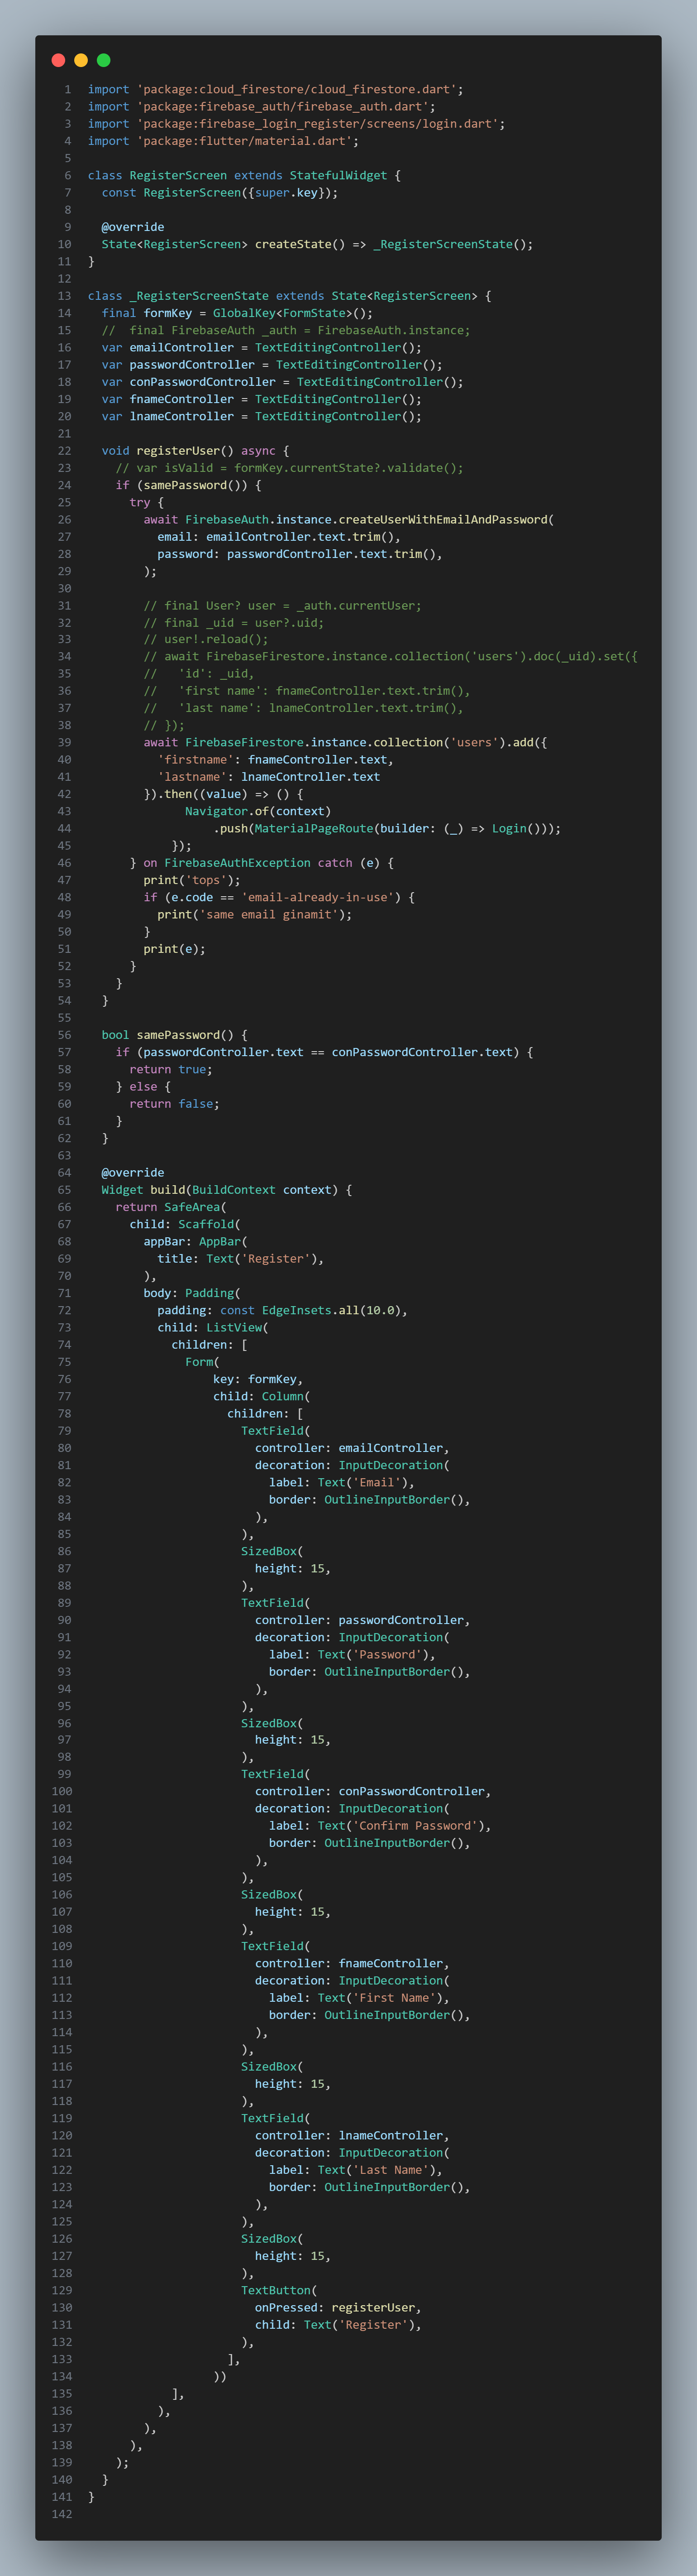 1 import 'package:cloud_firestore/cloud_firestore.dart';
2 import 'package:firebase_auth/firebase_auth.dart';
3 import 'package:firebase_login_register/screens/login.dart';
4 import 'package:flutter/material.dart';
5
6 class RegisterScreen extends StatefulWidget {
7   const RegisterScreen({super.key});
8
9   @override
10   State<RegisterScreen> createState() => _RegisterScreenState();
11 }
12
13 class _RegisterScreenState extends State<RegisterScreen> {
14   final formKey = GlobalKey<FormState>();
15   //  final FirebaseAuth _auth = FirebaseAuth.instance;
16   var emailController = TextEditingController();
17   var passwordController = TextEditingController();
18   var conPasswordController = TextEditingController();
19   var fnameController = TextEditingController();
20   var lnameController = TextEditingController();
21
22   void registerUser() async {
23     // var isValid = formKey.currentState?.validate();
24     if (samePassword()) {
25       try {
26         await FirebaseAuth.instance.createUserWithEmailAndPassword(
27           email: emailController.text.trim(),
28           password: passwordController.text.trim(),
29         );
30
31         // final User? user = _auth.currentUser;
32         // final _uid = user?.uid;
33         // user!.reload();
34         // await FirebaseFirestore.instance.collection('users').doc(_uid).set({
35         //   'id': _uid,
36         //   'first name': fnameController.text.trim(),
37         //   'last name': lnameController.text.trim(),
38         // });
39         await FirebaseFirestore.instance.collection('users').add({
40           'firstname': fnameController.text,
41           'lastname': lnameController.text
42         }).then((value) => () {
43               Navigator.of(context)
44                   .push(MaterialPageRoute(builder: (_) => Login()));
45             });
46       } on FirebaseAuthException catch (e) {
47         print('tops');
48         if (e.code == 'email-already-in-use') {
49           print('same email ginamit');
50         }
51         print(e);
52       }
53     }
54   }
55
56   bool samePassword() {
57     if (passwordController.text == conPasswordController.text) {
58       return true;
59     } else {
60       return false;
61     }
62   }
63
64   @override
65   Widget build(BuildContext context) {
66     return SafeArea(
67       child: Scaffold(
68         appBar: AppBar(
69           title: Text('Register'),
70         ),
71         body: Padding(
72           padding: const EdgeInsets.all(10.0),
73           child: ListView(
74             children: [
75               Form(
76                   key: formKey,
77                   child: Column(
78                     children: [
79                       TextField(
80                         controller: emailController,
81                         decoration: InputDecoration(
82                           label: Text('Email'),
83                           border: OutlineInputBorder(),
84                         ),
85                       ),
86                       SizedBox(
87                         height: 15,
88                       ),
89                       TextField(
90                         controller: passwordController,
91                         decoration: InputDecoration(
92                           label: Text('Password'),
93                           border: OutlineInputBorder(),
94                         ),
95                       ),
96                       SizedBox(
97                         height: 15,
98                       ),
99                       TextField(
100                         controller: conPasswordController,
101                         decoration: InputDecoration(
102                           label: Text('Confirm Password'),
103                           border: OutlineInputBorder(),
104                         ),
105                       ),
106                       SizedBox(
107                         height: 15,
108                       ),
109                       TextField(
110                         controller: fnameController,
111                         decoration: InputDecoration(
112                           label: Text('First Name'),
113                           border: OutlineInputBorder(),
114                         ),
115                       ),
116                       SizedBox(
117                         height: 15,
118                       ),
119                       TextField(
120                         controller: lnameController,
121                         decoration: InputDecoration(
122                           label: Text('Last Name'),
123                           border: OutlineInputBorder(),
124                         ),
125                       ),
126                       SizedBox(
127                         height: 15,
128                       ),
129                       TextButton(
130                         onPressed: registerUser,
131                         child: Text('Register'),
132                       ),
133                     ],
134                   ))
135             ],
136           ),
137         ),
138       ),
139     );
140   }
141 }
142